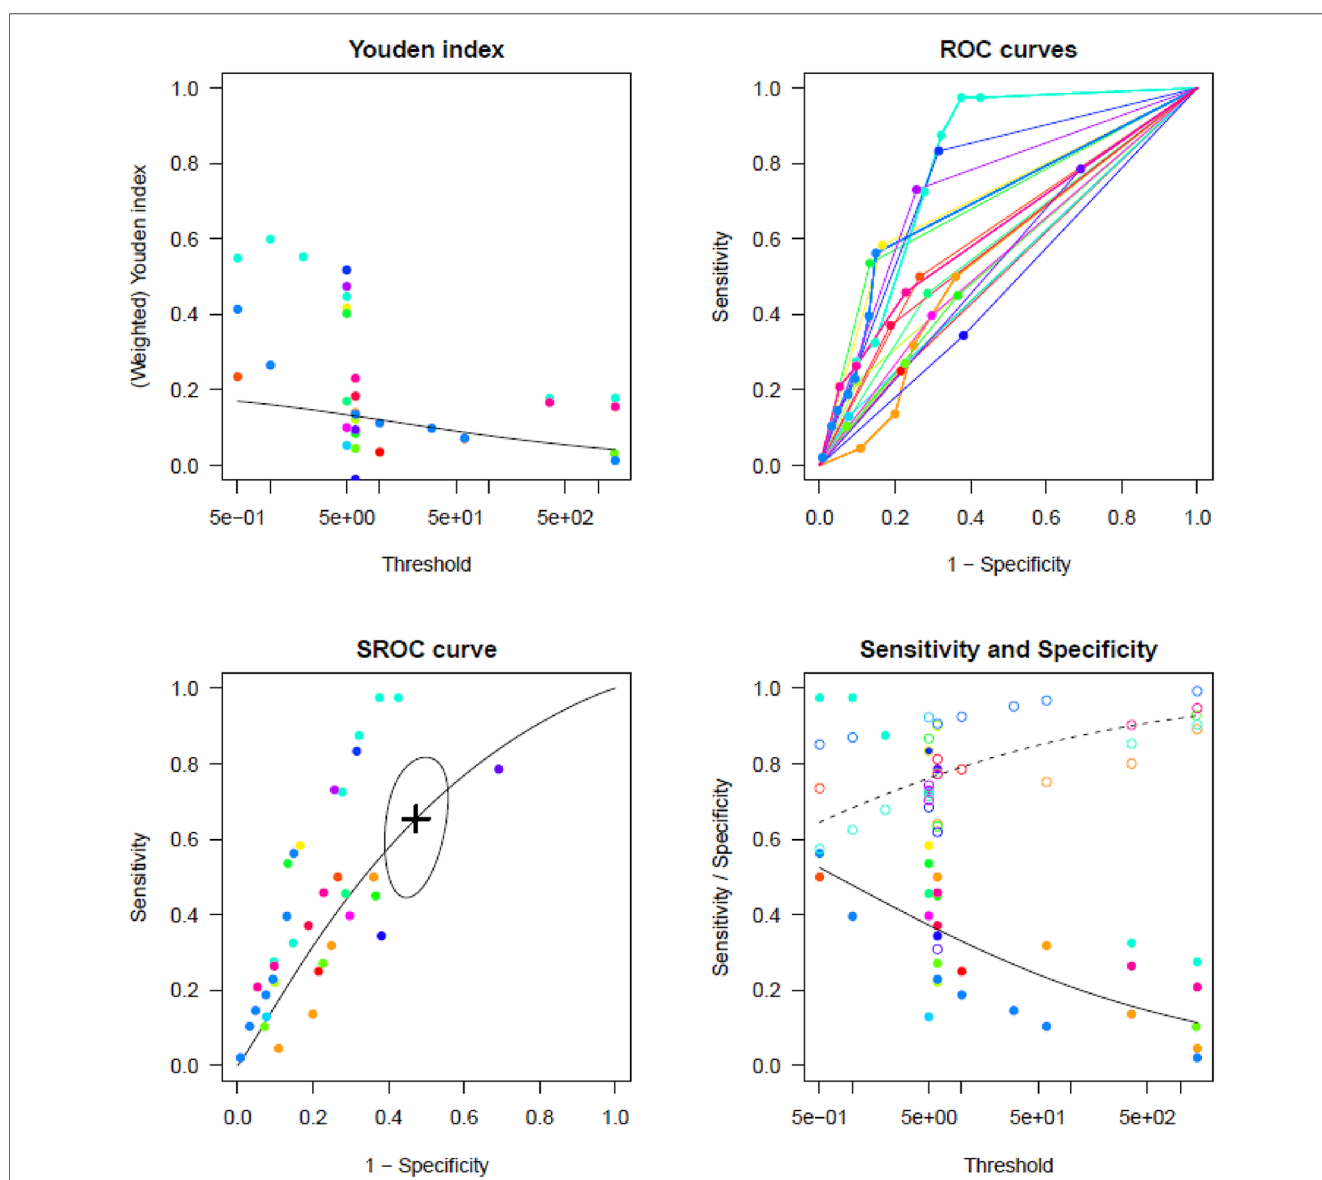 Youden index
(Weighted) Youden index
1.0
0.8
0.6
0.4
0.2
0.0
5e−01 5e+00 5e+01 5e+02
Threshold
ROC curves
Sensitivity
1.0
0.8
0.6
0.4
0.2
0.0
0.0 0.2 0.4 0.6 0.8 1.0
1 − Specificity
SROC curve
Sensitivity
1.0
0.8
0.6
0.4
0.2
0.0
0.0 0.2 0.4 0.6 0.8 1.0
1 − Specificity
Sensitivity and Specificity
Sensitivity / Specificity
1.0
0.8
0.6
0.4
0.2
0.0
5e−01 5e+00 5e+01 5e+02
Threshold